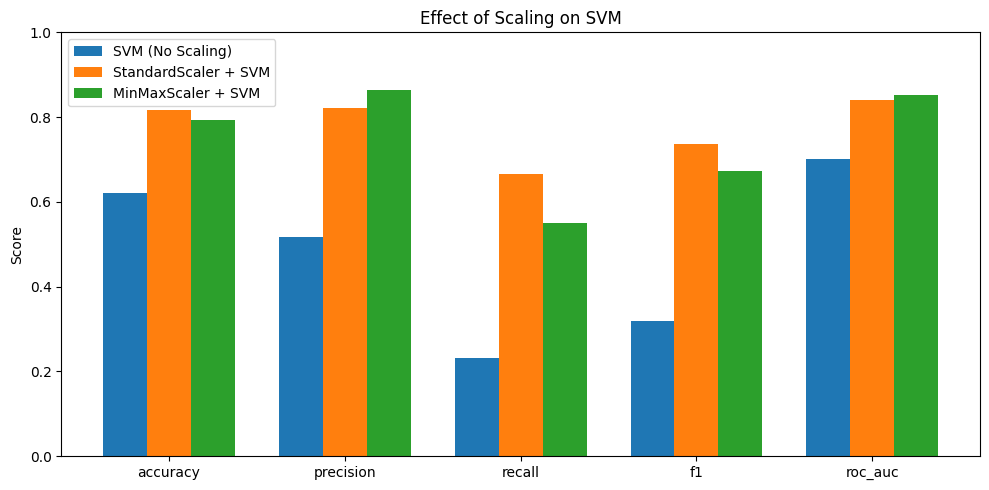 Effect of Scaling on SVM
SVM (No Scaling)
StandardScaler + SVM
MinMaxScaler + SVM
Score
1.0
0.8
0.6
0.4
0.2
0.0
accuracy
precision
recall
f1
roc_auc